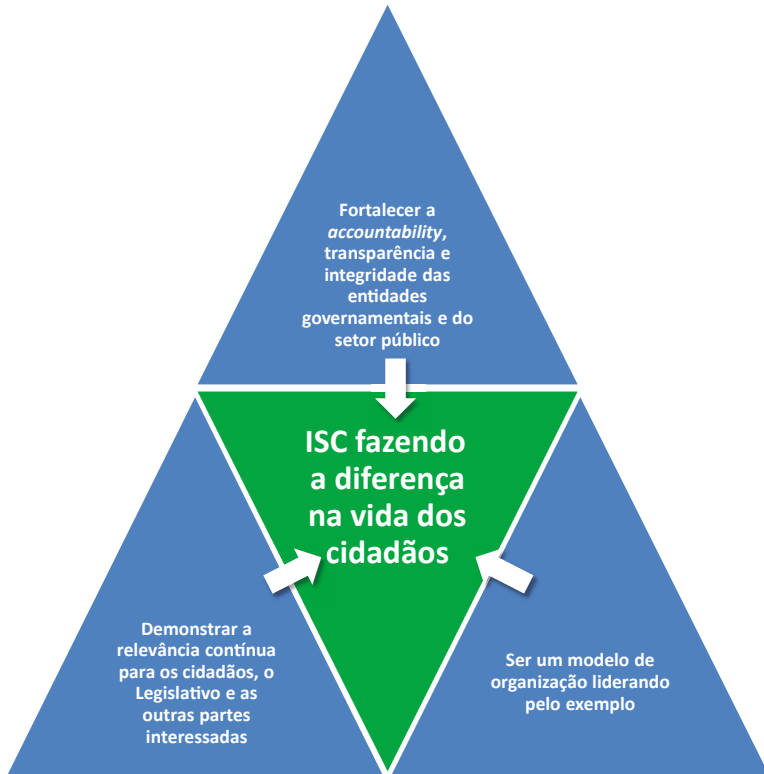 Fortalecer a
accountability,
transparência e
integridade das
entidades
governamentais e do
setor público
ISC fazendo
a diferença
na vida dos
cidadãos
Demonstrar a
relevância contínua
para os cidadãos, o
Legislativo e as
outras partes
interessadas
Ser um modelo de
organização liderando
pelo exemplo